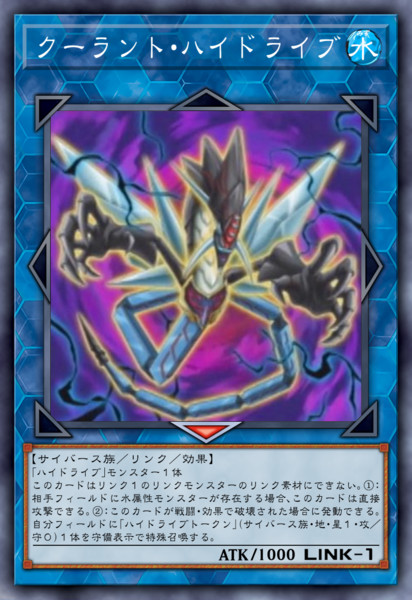 クーラント・ハイドライブ
水
【サイバース族／リンク／効果】
「ハイドライブ」モンスター１体
このカードはリンク１のリンクモンスターのリンク素材にできない。①：
相手フィールドに水属性モンスターが存在する場合、このカードは直接
攻撃できる。②：このカードが戦闘・効果で破壊された場合に発動できる。
自分フィールドに「ハイドライブトークン」（サイバース族・地・星１・攻／
守０）１体を守備表示で特殊召喚する。
ATK/1000 LINK-1